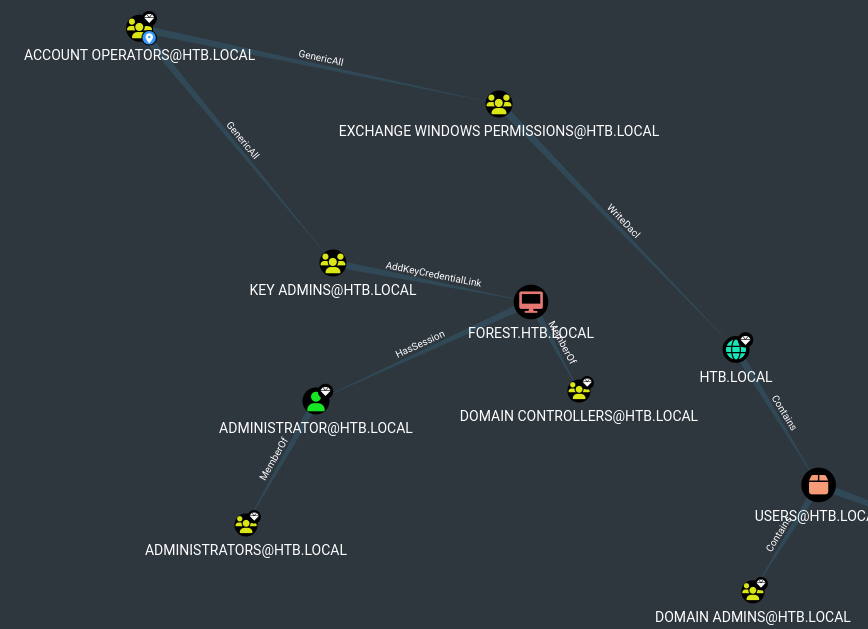 ACCOUNT OPERATORS@HTB.LOCAL
GenericAll
EXCHANGE WINDOWS PERMISSIONS@HTB.LOCAL
GenericAll
WriteDacl
KEY ADMINS@HTB.LOCAL
AddKeyCredentialLink
FOREST.HTB.LOCAL
HasSession
MemberOf
HTB.LOCAL
DOMAIN CONTROLLERS@HTB.LOCAL
Contains
ADMINISTRATOR@HTB.LOCAL
MemberOf
USERS@HTB.LOCA
Contains
ADMINISTRATORS@HTB.LOCAL
DOMAIN ADMINS@HTB.LOCAL